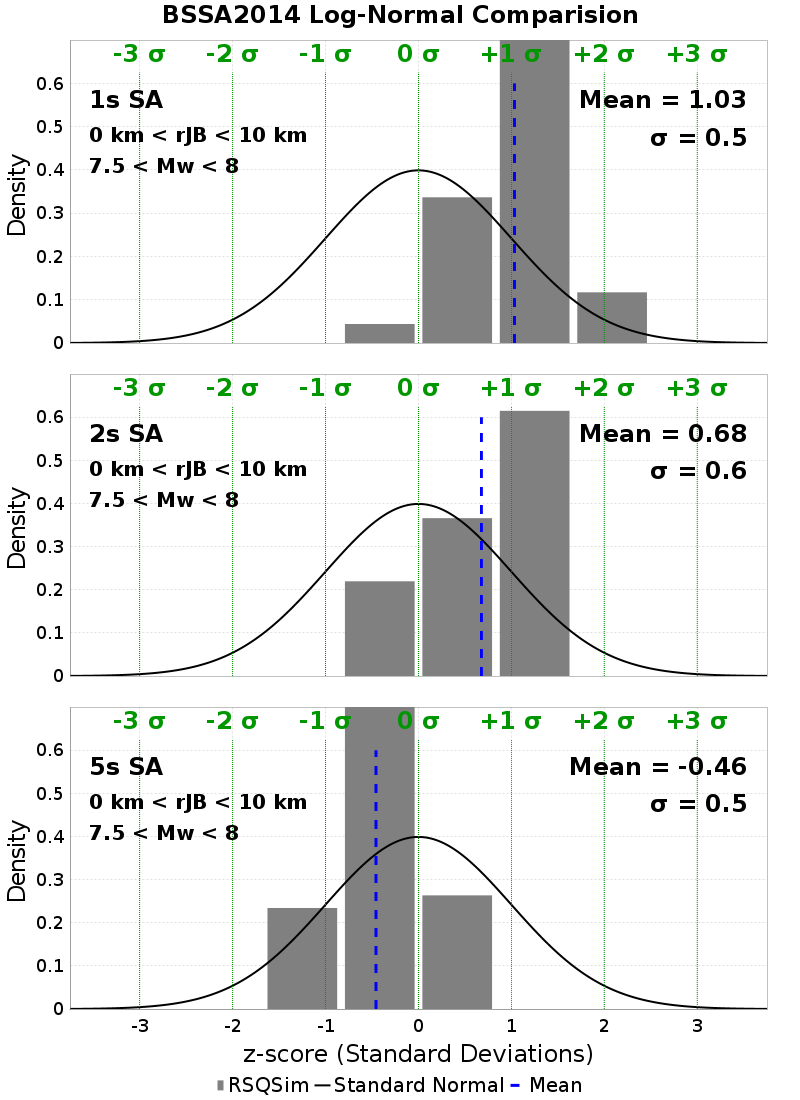 BSSA2014 Log-Normal Comparision
-3 σ -2 σ -1 σ 0 σ +1 σ +2 σ +3 σ
1s SA
Mean = 1.03
0 km < rJB < 10 km
σ = 0.5
7.5 < Mw < 8
Density
0.6
0.5
0.4
0.3
0.2
0.1
0
-3 σ -2 σ -1 σ 0 σ +1 σ +2 σ +3 σ
2s SA
Mean = 0.68
0 km < rJB < 10 km
σ = 0.6
7.5 < Mw < 8
Density
0.6
0.5
0.4
0.3
0.2
0.1
0
-3 σ -2 σ -1 σ 0 σ +1 σ +2 σ +3 σ
5s SA
Mean = -0.46
0 km < rJB < 10 km
σ = 0.5
7.5 < Mw < 8
Density
0.6
0.5
0.4
0.3
0.2
0.1
0
-3 -2 -1 0 1 2 3
z-score (Standard Deviations)
RSQSim Standard Normal Mean